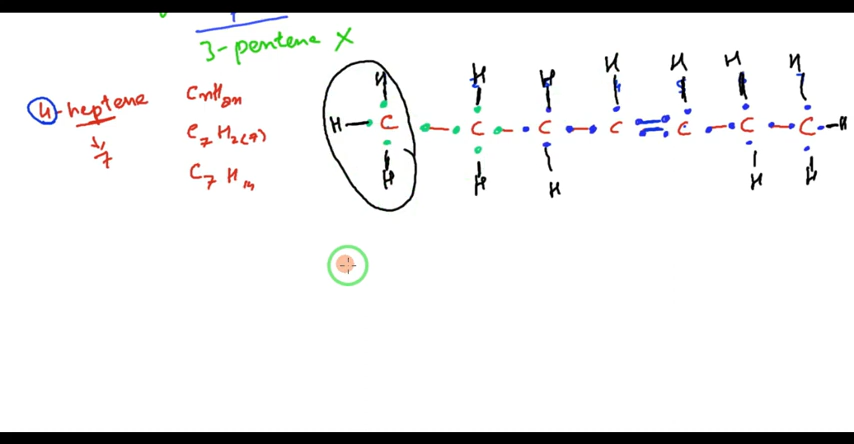 3-pentene X
4-heptene
7
CnH2n
C7 H2(7)
C7 H14
H H H H H H H
H C C C C C C C H
H H H H H